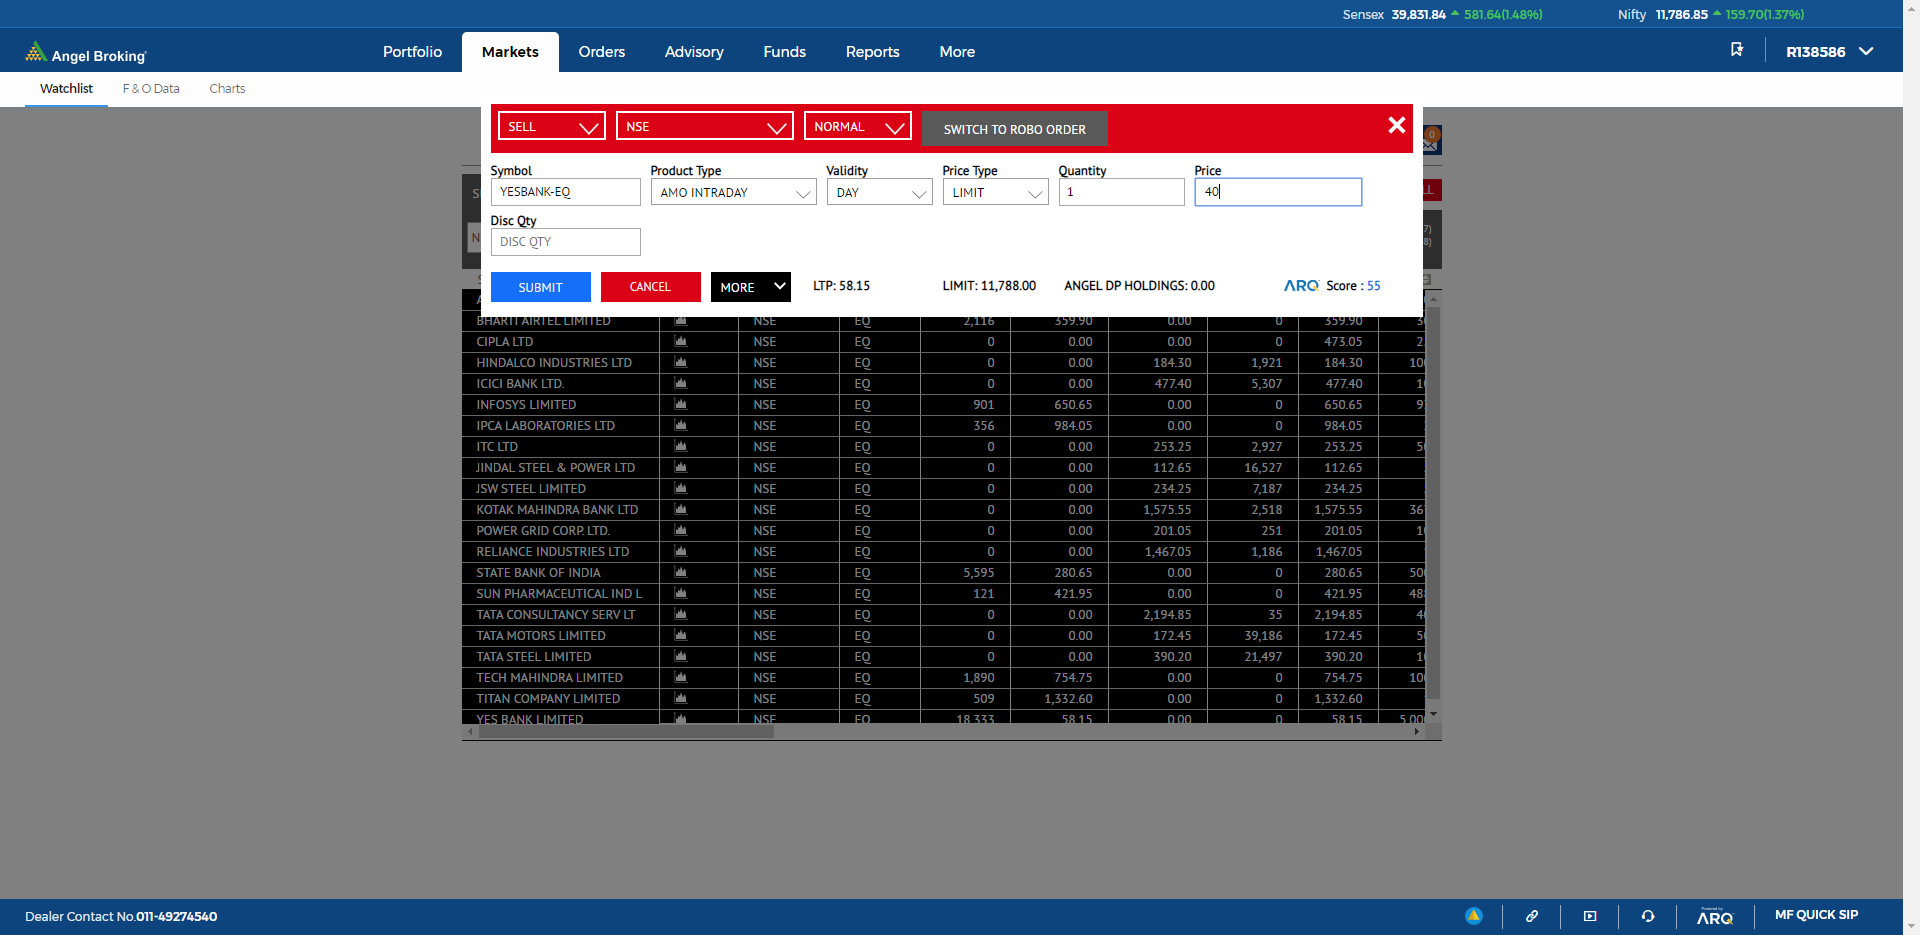 Sensex 39,831.84 581.64(1.48%) Nifty 11,786.85 159.70(1.37%)
Angel Broking Portfolio Markets Orders Advisory Funds Reports More R138586
Watchlist F & O Data Charts
SELL NSE NORMAL SWITCH TO ROBO ORDER
0
Symbol Product Type Validity Price Type Quantity Price
YESBANK-EQ AMO INTRADAY DAY LIMIT 1 40
Disc Qty
DISC QTY
SUBMIT CANCEL MORE LTP: 58.15 LIMIT: 11,788.00 ANGEL DP HOLDINGS: 0.00 ARQ Score : 55
BHARTI AIRTEL LIMITED NSE EQ 2,116 359.90 0.00 0 359.90
CIPLA LTD NSE EQ 0 0.00 0.00 0 473.05
HINDALCO INDUSTRIES LTD NSE EQ 0 0.00 184.30 1,921 184.30
ICICI BANK LTD. NSE EQ 0 0.00 477.40 5,307 477.40
INFOSYS LIMITED NSE EQ 901 650.65 0.00 0 650.65
IPCA LABORATORIES LTD NSE EQ 356 984.05 0.00 0 984.05
ITC LTD NSE EQ 0 0.00 253.25 2,927 253.25
JINDAL STEEL & POWER LTD NSE EQ 0 0.00 112.65 16,527 112.65
JSW STEEL LIMITED NSE EQ 0 0.00 234.25 7,187 234.25
KOTAK MAHINDRA BANK LTD NSE EQ 0 0.00 1,575.55 2,518 1,575.55
POWER GRID CORP. LTD. NSE EQ 0 0.00 201.05 251 201.05
RELIANCE INDUSTRIES LTD NSE EQ 0 0.00 1,467.05 1,186 1,467.05
STATE BANK OF INDIA NSE EQ 5,595 280.65 0.00 0 280.65
SUN PHARMACEUTICAL IND L NSE EQ 121 421.95 0.00 0 421.95
TATA CONSULTANCY SERV LT NSE EQ 0 0.00 2,194.85 35 2,194.85
TATA MOTORS LIMITED NSE EQ 0 0.00 172.45 39,186 172.45
TATA STEEL LIMITED NSE EQ 0 0.00 390.20 21,497 390.20
TECH MAHINDRA LIMITED NSE EQ 1,890 754.75 0.00 0 754.75
TITAN COMPANY LIMITED NSE EQ 509 1,332.60 0.00 0 1,332.60
YES BANK LIMITED NSE EQ 18,333 58.15 0.00 0 58.15
Dealer Contact No.011-49274540 Powered by ARQ MF QUICK SIP